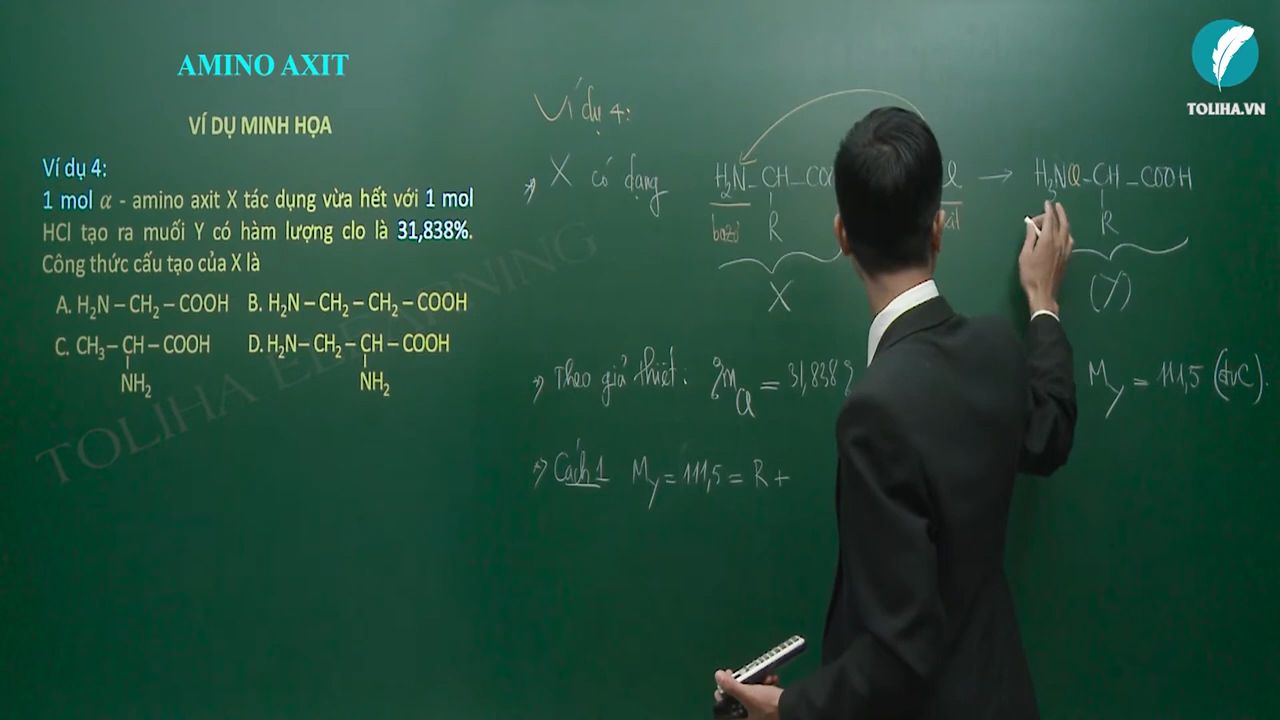 AMINO AXIT
VÍ DỤ MINH HỌA
Ví dụ 4:
1 mol α - amino axit X tác dụng vừa hết với 1 mol
HCl tạo ra muối Y có hàm lượng clo là 31,838%.
Công thức cấu tạo của X là
A. H₂N – CH₂ – COOH B. H₂N – CH₂ – CH₂ – COOH
C. CH₃ – CH – COOH D. H₂N– CH₂ – CH – COOH
NH₂ NH₂
TOLIHA ELEARNING
TOLIHA.VN
Ví dụ 4:
X có dạng H₂N – CH – COO → H₃NCl – CH – COOH
bazơ R R
X (Y)
Theo giả thiết: %m Cl = 31,838% M Y = 111,5 (đvC).
Cách 1 M Y = 111,5 = R +